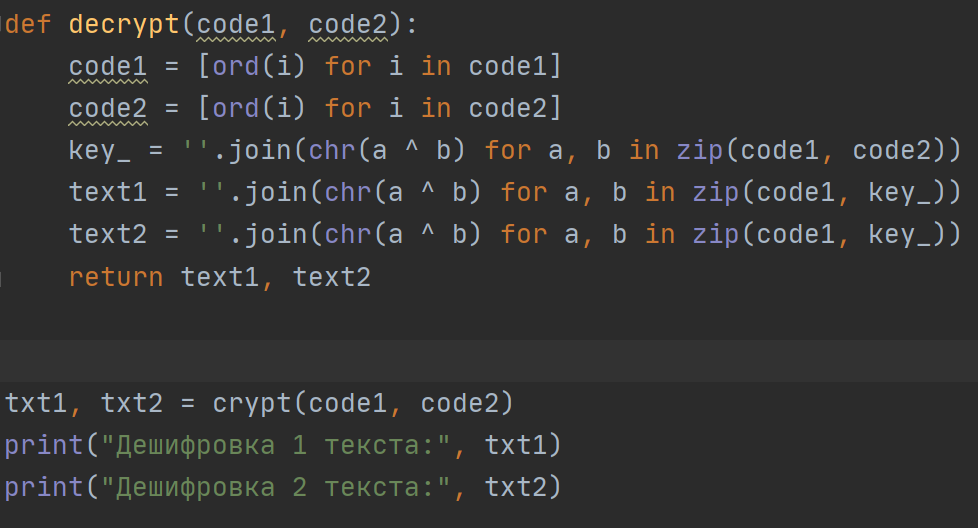 def decrypt(code1, code2):
    code1 = [ord(i) for i in code1]
    code2 = [ord(i) for i in code2]
    key_ = ''.join(chr(a ^ b) for a, b in zip(code1, code2))
    text1 = ''.join(chr(a ^ b) for a, b in zip(code1, key_))
    text2 = ''.join(chr(a ^ b) for a, b in zip(code1, key_))
    return text1, text2
txt1, txt2 = crypt(code1, code2)
print("Дешифровка 1 текста:", txt1)
print("Дешифровка 2 текста:", txt2)